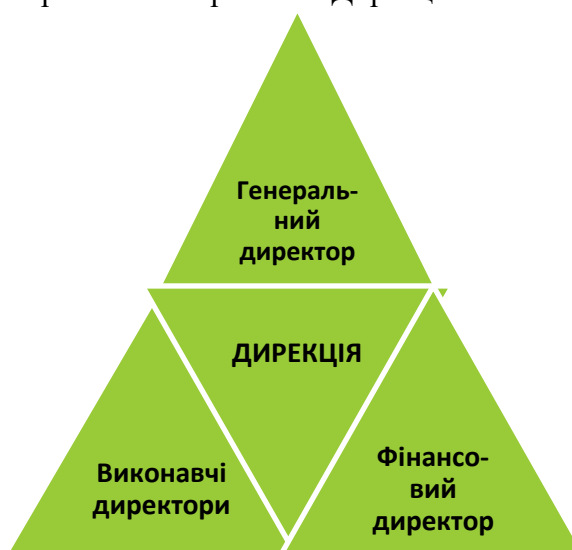 Генераль-
ний
директор
ДИРЕКЦІЯ
Виконавчі
директори
Фінансо-
вий
директор